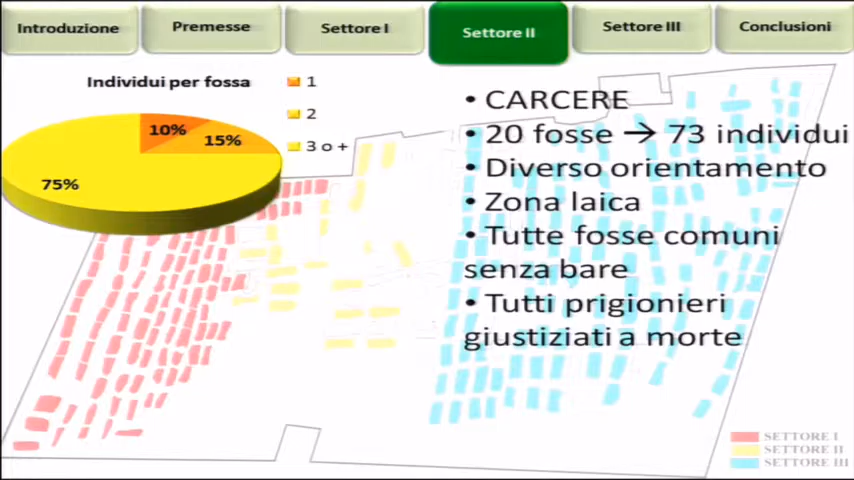 Introduzione
Premesse
Settore I
Settore II
Settore III
Conclusioni
Individui per fossa
1
2
3 o +
10%
15%
75%
• CARCERE
• 20 fosse → 73 individui
• Diverso orientamento
• Zona laica
• Tutte fosse comuni
senza bare
• Tutti prigionieri
giustiziati a morte
SETTORE I
SETTORE II
SETTORE III